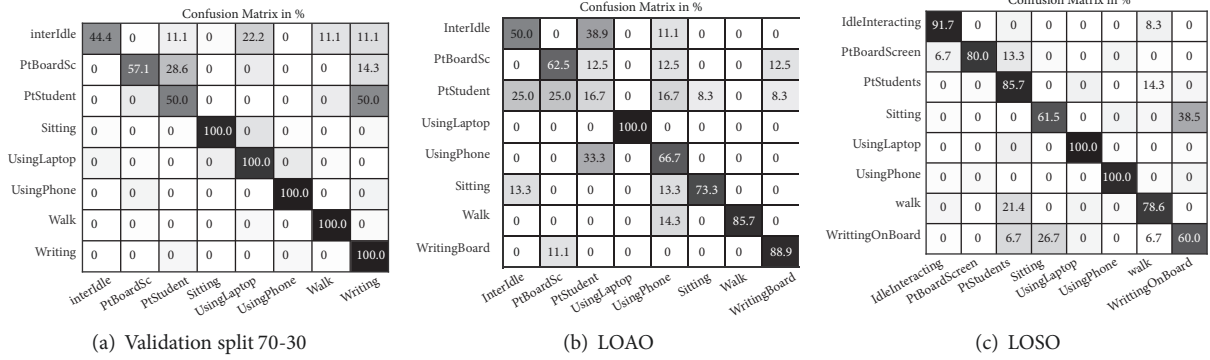 Confusion Matrix in %
interIdle 44.4 0 11.1 0 22.2 0 11.1 11.1
PtBoardSc 0 57.1 28.6 0 0 0 0 14.3
PtStudent 0 0 50.0 0 0 0 0 50.0
Sitting 0 0 0 100.0 0 0 0 0
UsingLaptop 0 0 0 0 100.0 0 0 0
UsingPhone 0 0 0 0 0 100.0 0 0
Walk 0 0 0 0 0 0 100.0 0
Writing 0 0 0 0 0 0 0 100.0
interIdle PtBoardSc PtStudent Sitting UsingLaptop UsingPhone Walk Writing
(a) Validation split 70-30
Confusion Matrix in %
InterIdle 50.0 0 38.9 0 11.1 0 0 0
PtBoardSc 0 62.5 12.5 0 12.5 0 0 12.5
PtStudent 25.0 25.0 16.7 0 16.7 8.3 0 8.3
UsingLaptop 0 0 0 100.0 0 0 0 0
UsingPhone 0 0 33.3 0 66.7 0 0 0
Sitting 13.3 0 0 0 13.3 73.3 0 0
Walk 0 0 0 0 14.3 0 85.7 0
WritingBoard 0 11.1 0 0 0 0 0 88.9
InterIdle PtBoardSc PtStudent UsingLaptop UsingPhone Sitting Walk WritingBoard
(b) LOAO
Confusion Matrix in %
IdleInteracting 91.7 0 0 0 0 0 8.3 0
PtBoardScreen 6.7 80.0 13.3 0 0 0 0 0
PtStudents 0 0 85.7 0 0 0 14.3 0
Sitting 0 0 0 61.5 0 0 0 38.5
UsingLaptop 0 0 0 0 100.0 0 0 0
UsingPhone 0 0 0 0 0 100.0 0 0
walk 0 0 21.4 0 0 0 78.6 0
WrittingOnBoard 0 0 6.7 26.7 0 0 6.7 60.0
IdleInteracting PtBoardScreen PtStudents Sitting UsingLaptop UsingPhone walk WrittingOnBoard
(c) LOSO